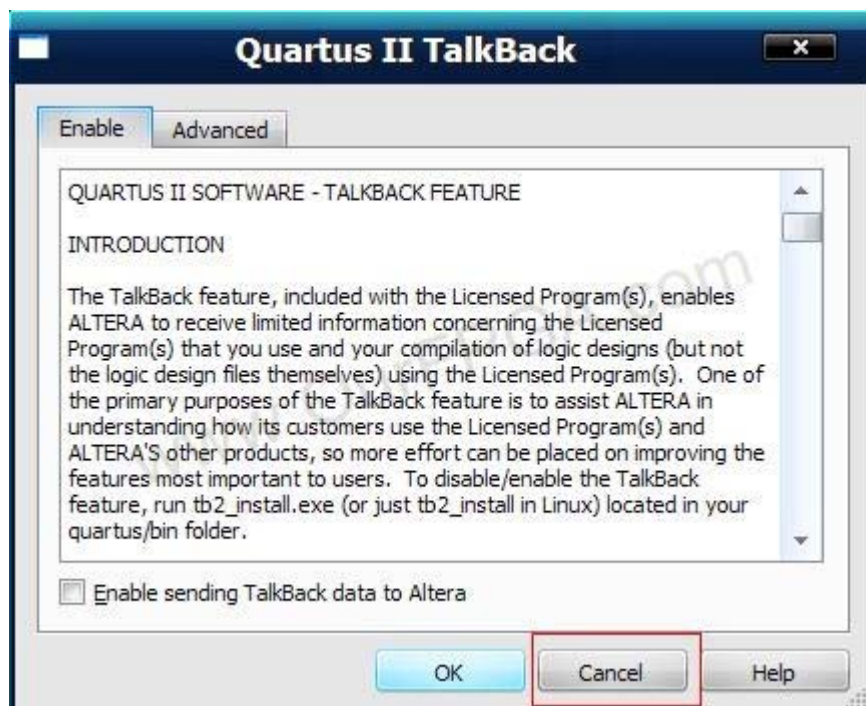 Quartus II TalkBack
Enable
Advanced
QUARTUS II SOFTWARE - TALKBACK FEATURE
INTRODUCTION
The TalkBack feature, included with the Licensed Program(s), enables
ALTERA to receive limited information concerning the Licensed
Program(s) that you use and your compilation of logic designs (but not
the logic design files themselves) using the Licensed Program(s).  One of
the primary purposes of the TalkBack feature is to assist ALTERA in
understanding how its customers use the Licensed Program(s) and
ALTERA'S other products, so more effort can be placed on improving the
features most important to users.  To disable/enable the TalkBack
feature, run tb2_install.exe (or just tb2_install in Linux) located in your
quartus/bin folder.
Enable sending TalkBack data to Altera
OK
Cancel
Help